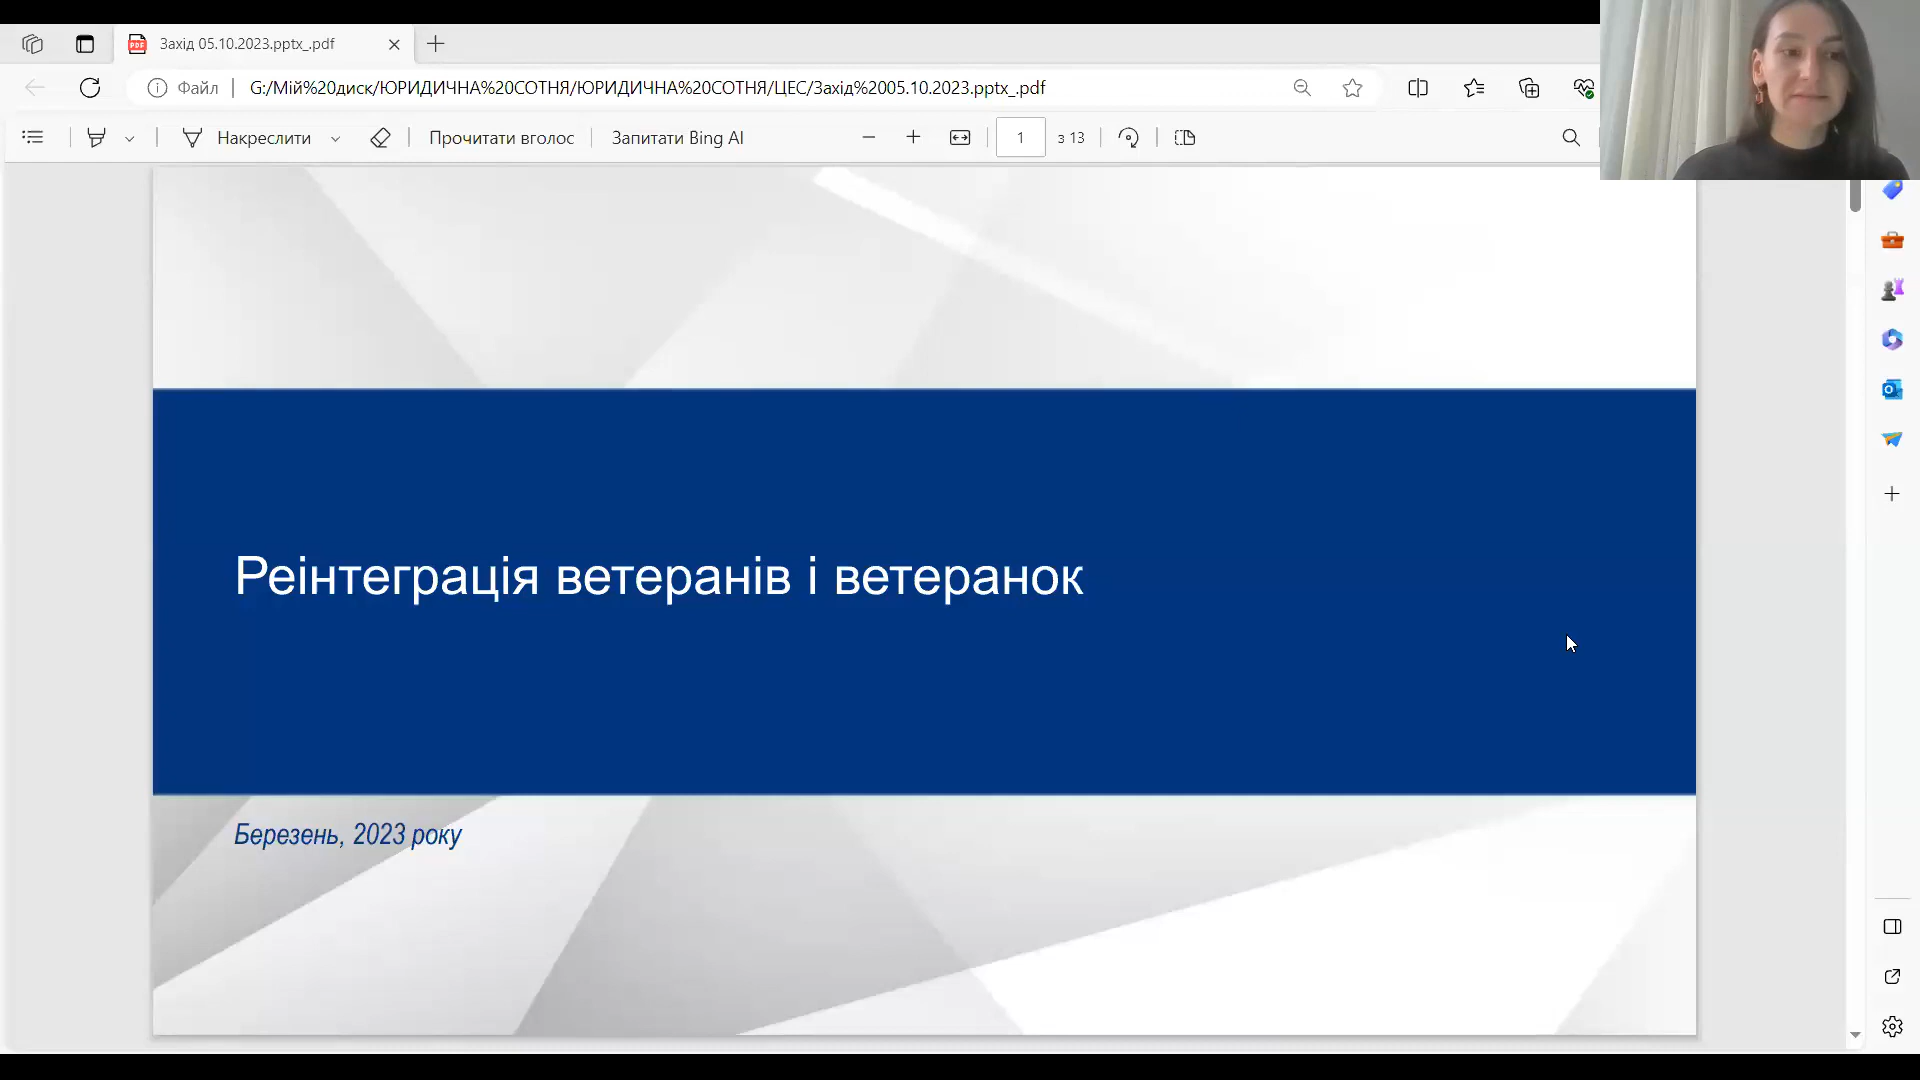 Захід 05.10.2023.pptx_.pdf
Файл
G:/Мій%20диск/ЮРИДИЧНА%20СОТНЯ/ЮРИДИЧНА%20СОТНЯ/ЦЕС/Захід%2005.10.2023.pptx_.pdf
Накреслити
Прочитати вголос
Запитати Bing AI
1
з 13
Реінтеграція ветеранів і ветеранок
Березень, 2023 року